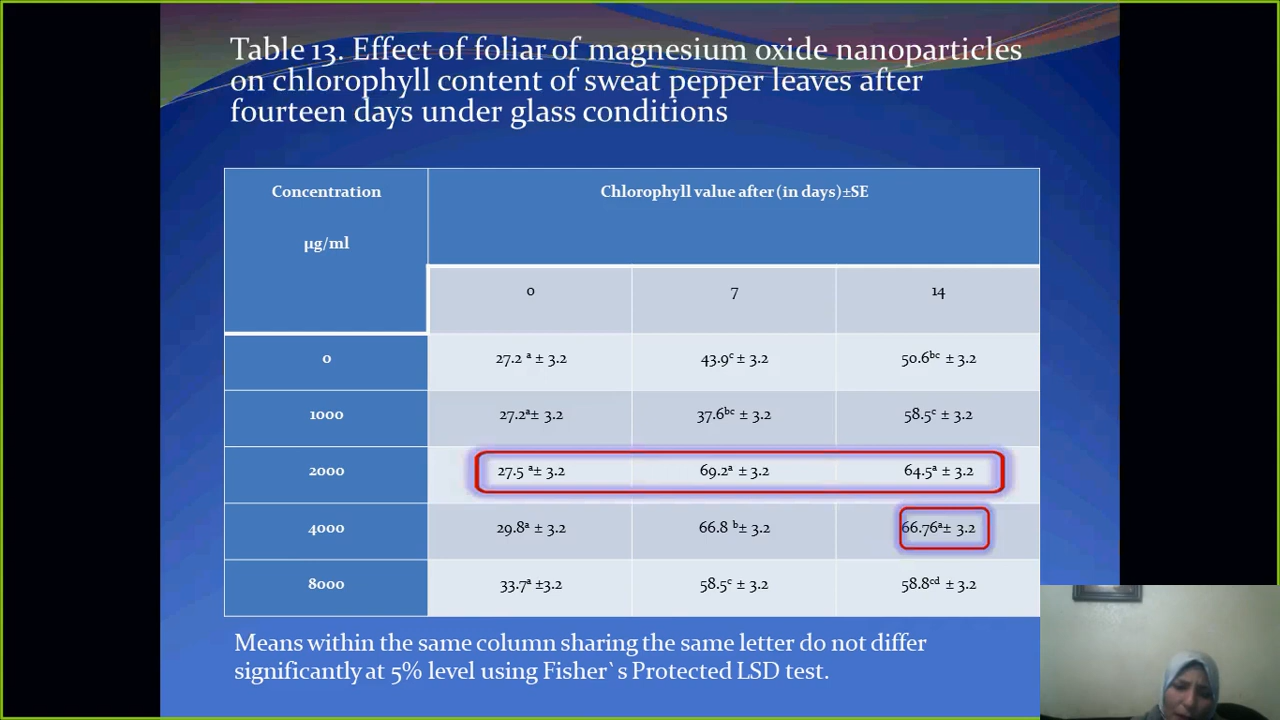 Table 13. Effect of foliar of magnesium oxide nanoparticles
on chlorophyll content of sweat pepper leaves after
fourteen days under glass conditions
Concentration
µg/ml
Chlorophyll value after (in days)±SE
0 7 14
0 27.2 ᵃ ± 3.2 43.9ᶜ ± 3.2 50.6ᵇᶜ ± 3.2
1000 27.2ᵃ± 3.2 37.6ᵇᶜ ± 3.2 58.5ᶜ ± 3.2
2000 27.5 ᵃ± 3.2 69.2ᵃ ± 3.2 64.5ᵃ ± 3.2
4000 29.8ᵃ ± 3.2 66.8 ᵇ± 3.2 66.76ᵃ± 3.2
8000 33.7ᵃ ±3.2 58.5ᶜ ± 3.2 58.8ᶜᵈ ± 3.2
Means within the same column sharing the same letter do not differ
significantly at 5% level using Fisher`s Protected LSD test.